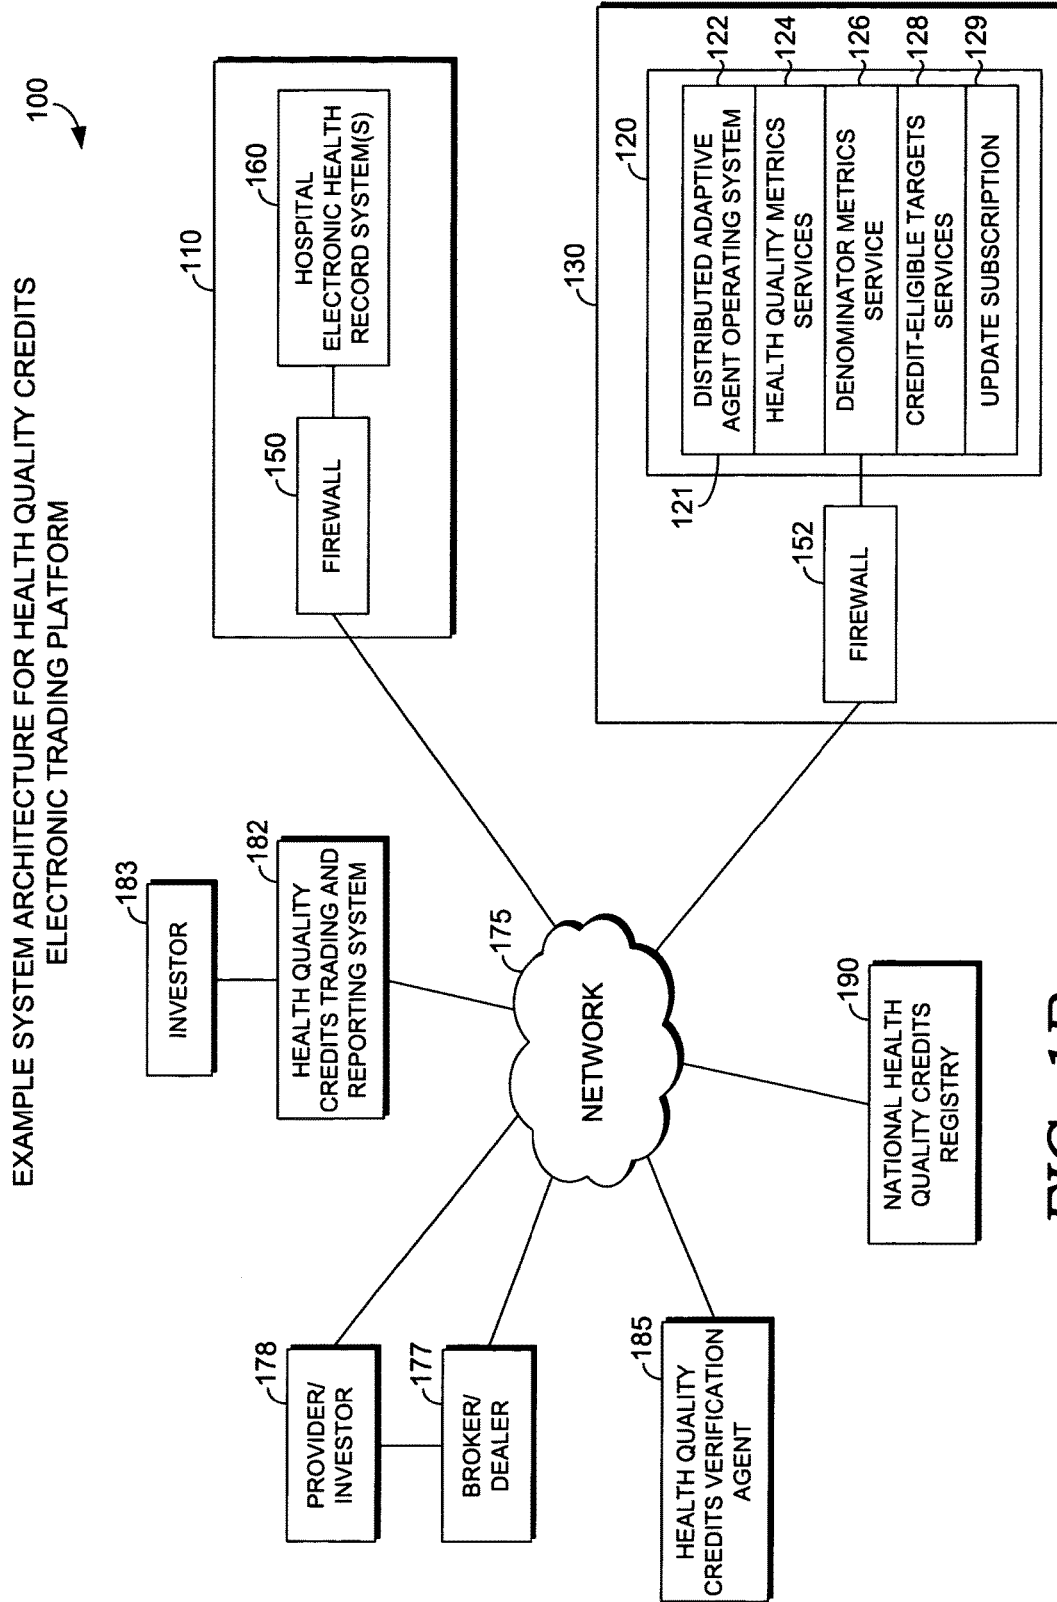 EXAMPLE SYSTEM ARCHITECTURE FOR HEALTH QUALITY CREDITS
ELECTRONIC TRADING PLATFORM
100
183
INVESTOR
182
HEALTH QUALITY
CREDITS TRADING AND
REPORTING SYSTEM
178
PROVIDER/
INVESTOR
177
BROKER/
DEALER
185
HEALTH QUALITY
CREDITS VERIFICATION
AGENT
175
NETWORK
190
NATIONAL HEALTH
QUALITY CREDITS
REGISTRY
110
150
FIREWALL
160
HOSPITAL
ELECTRONIC HEALTH
RECORD SYSTEM(S)
130
152
FIREWALL
120
121
DISTRIBUTED ADAPTIVE
AGENT OPERATING SYSTEM
122
HEALTH QUALITY METRICS
SERVICES
124
DENOMINATOR METRICS
SERVICE
126
CREDIT-ELIGIBLE TARGETS
SERVICES
128
UPDATE SUBSCRIPTION
129